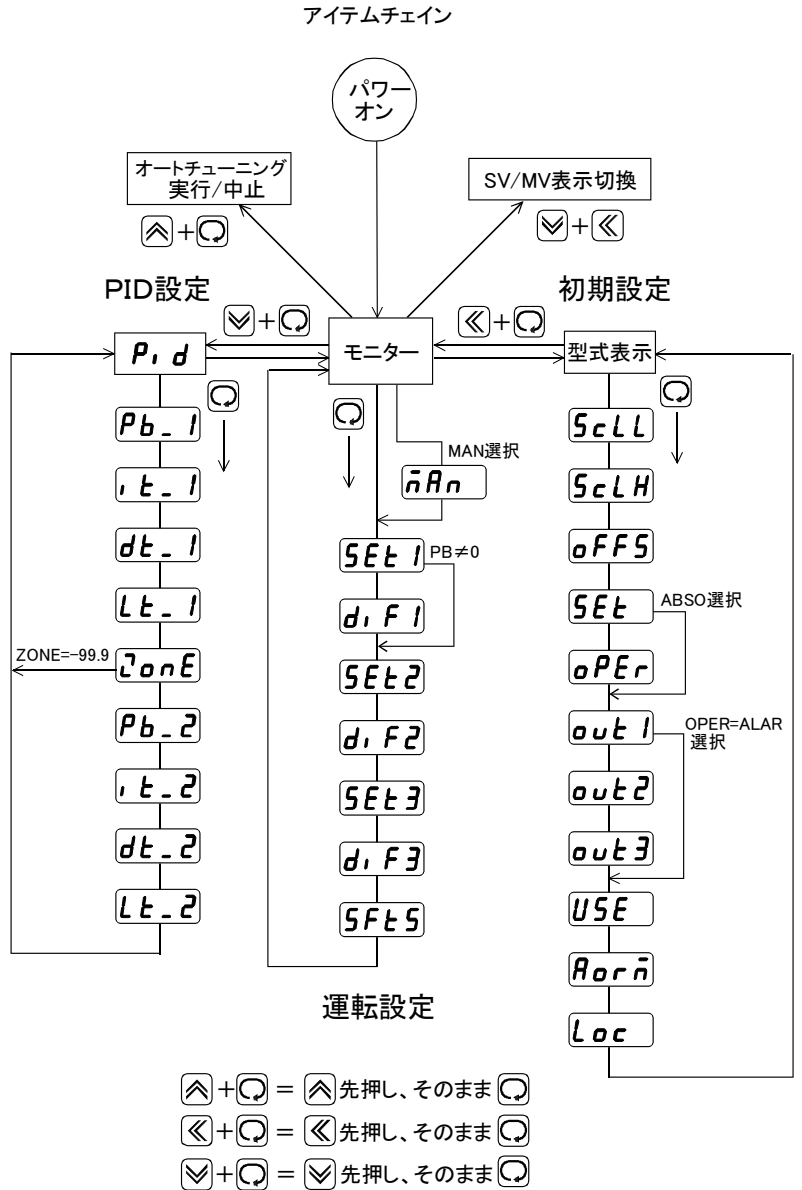 アイテムチェイン
パワー
オン
オートチューニング
実行/中止
SV/MV表示切換
+
+
PID設定
初期設定
+
+
Pid
モニター
型式表示
Pb_1
it_1
dt_1
Lt_1
ZonE
ZONE=-99.9
Pb_2
it_2
dt_2
Lt_2
MAN選択
mAn
SEt1
PB≠0
diF1
SEt2
diF2
SEt3
diF3
SFtS
運転設定
ScLL
ScLH
oFFS
SEt
ABSO選択
oPEr
out1
OPER=ALAR
選択
out2
out3
USE
Aorm
Loc
+ = 先押し、そのまま
+ = 先押し、そのまま
+ = 先押し、そのまま